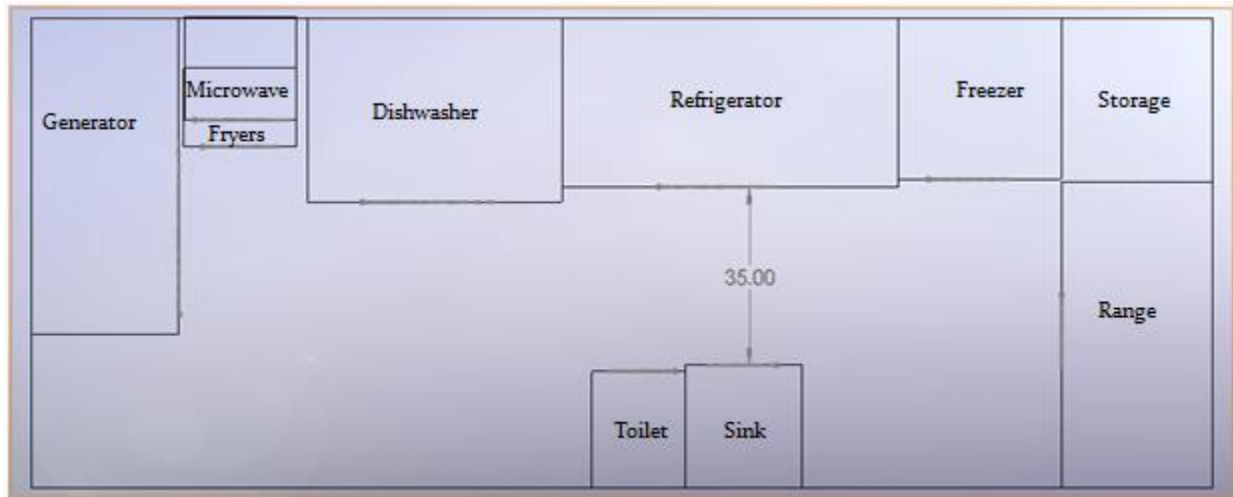 Generator
Microwave
Fryers
Dishwasher
Refrigerator
Freezer
Storage
35.00
Range
Toilet
Sink